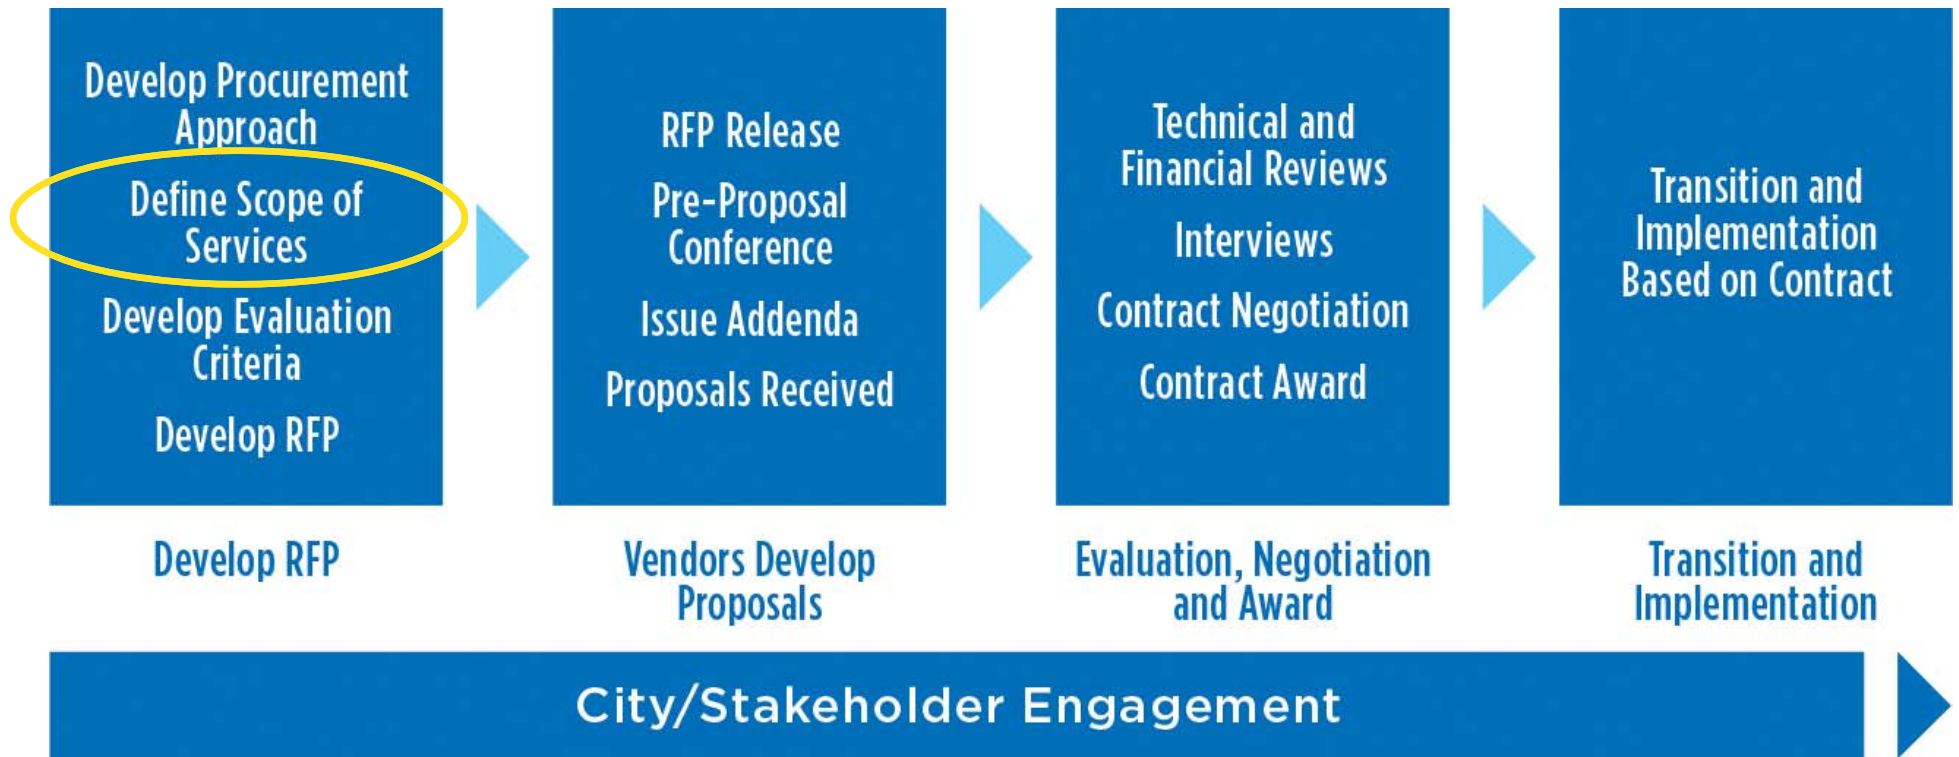 Develop Procurement
Approach
Define Scope of
Services
Develop Evaluation
Criteria
Develop RFP
Develop RFP
RFP Release
Pre-Proposal
Conference
Issue Addenda
Proposals Received
Vendors Develop
Proposals
Technical and
Financial Reviews
Interviews
Contract Negotiation
Contract Award
Evaluation, Negotiation
and Award
Transition and
Implementation
Based on Contract
Transition and
Implementation
City/Stakeholder Engagement